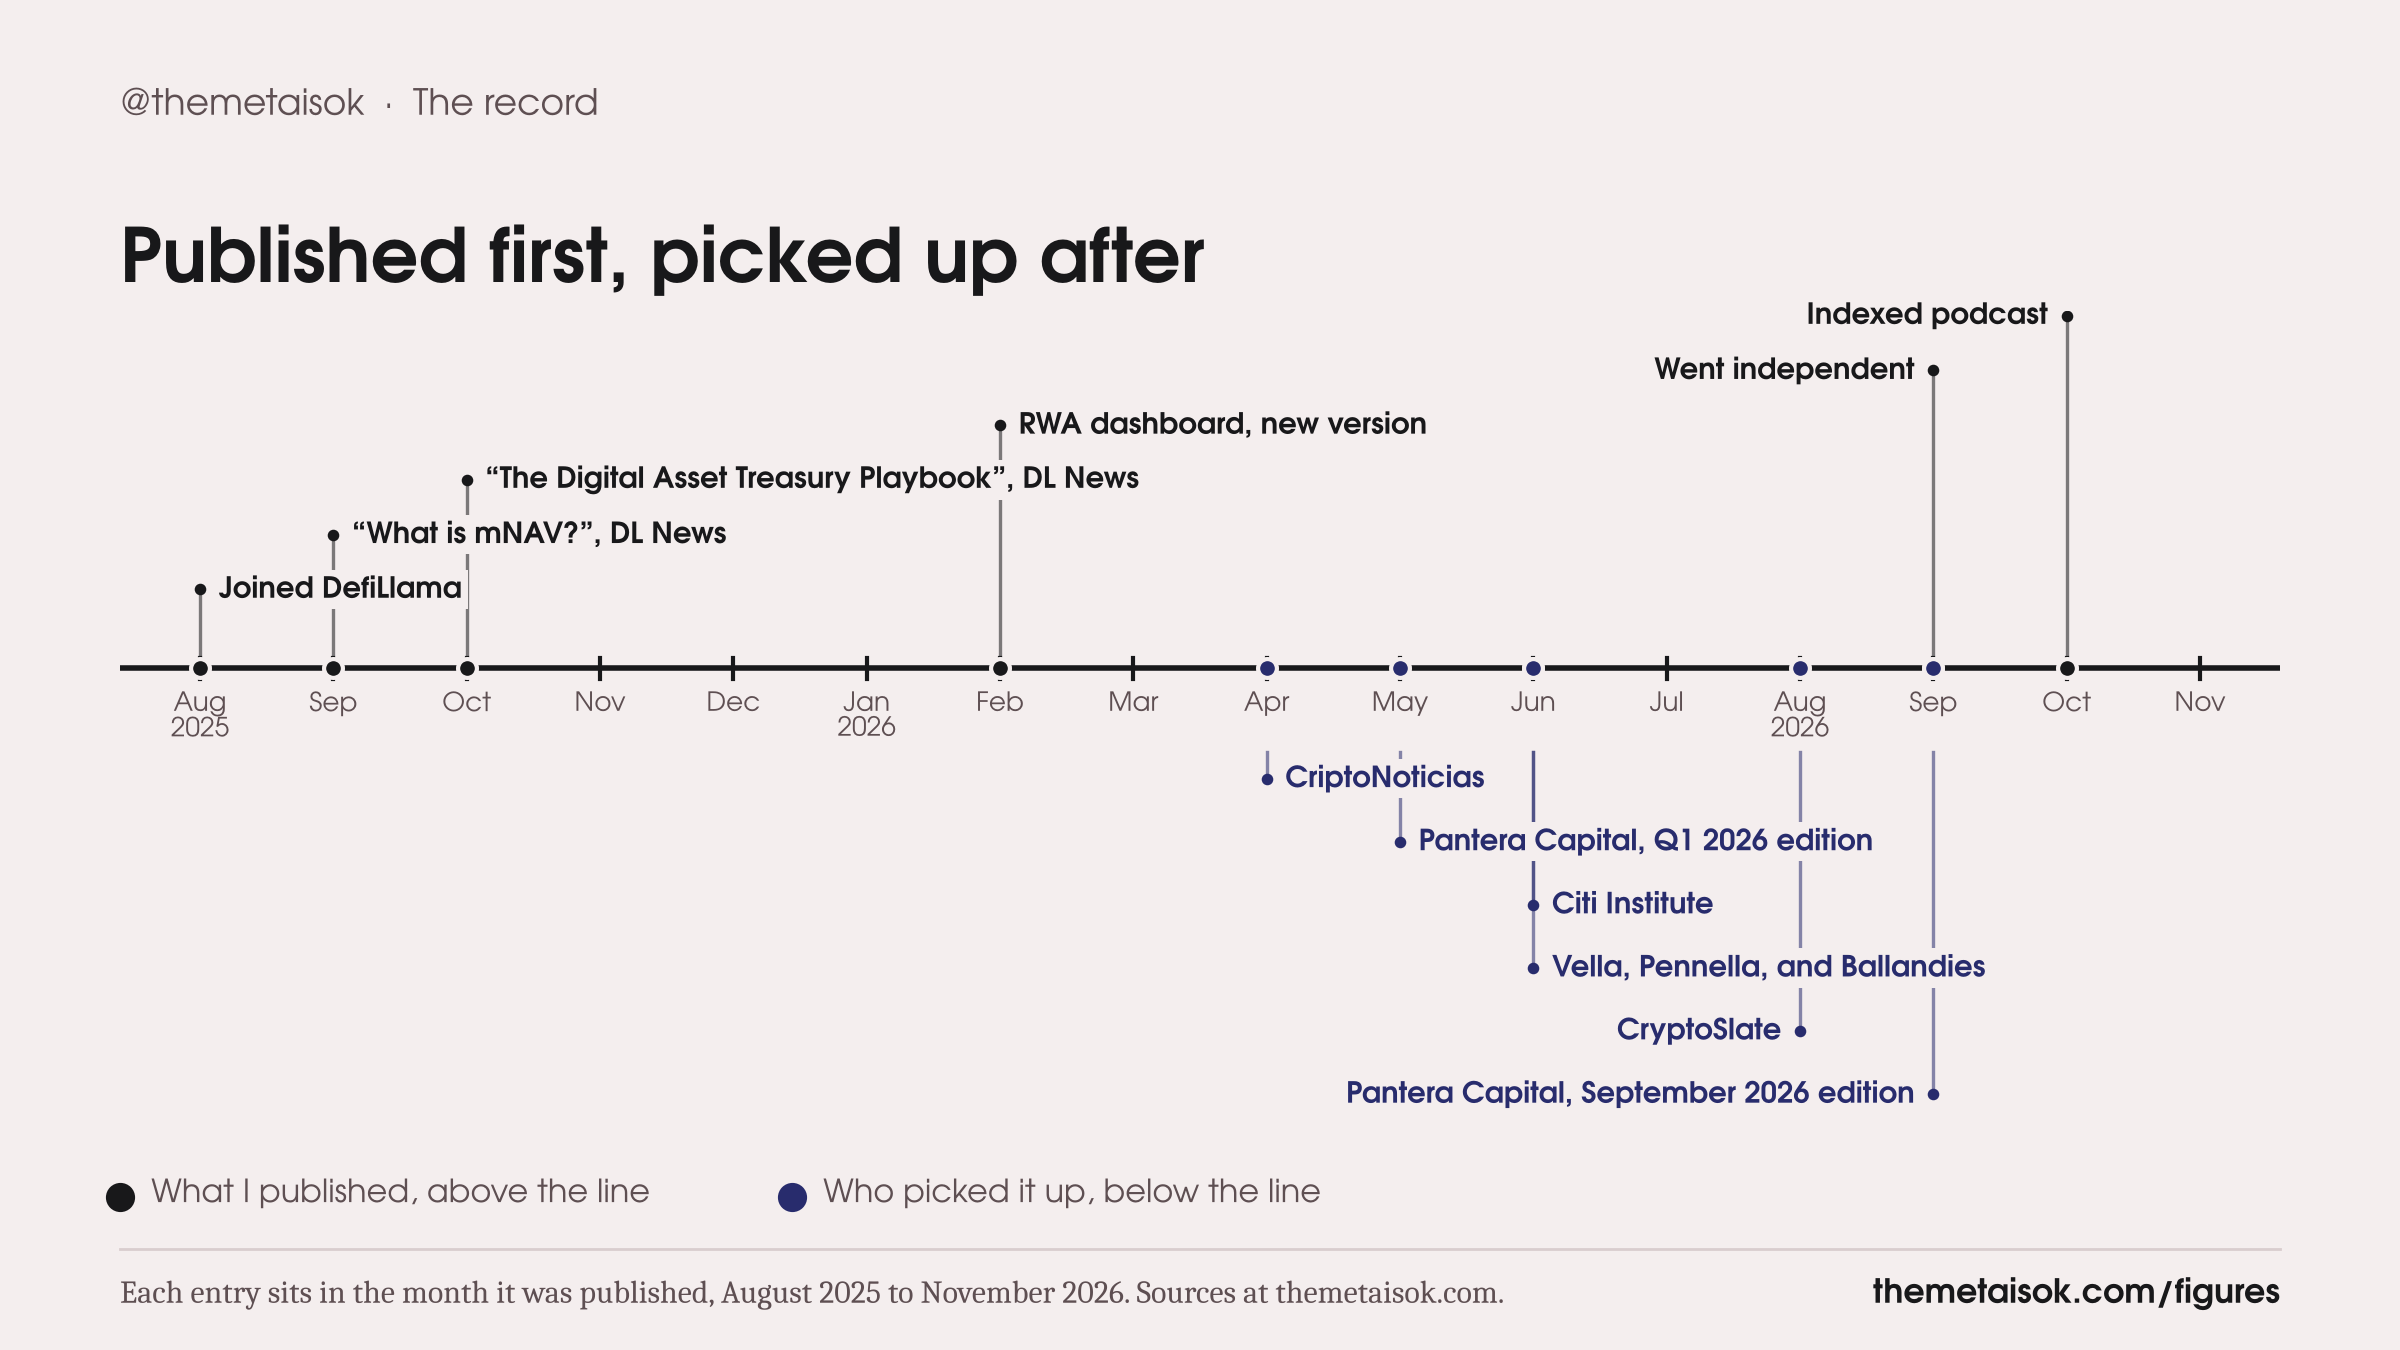 @themetaisok · The record
Published first, picked up after
Indexed podcast
Went independent
RWA dashboard, new version
“The Digital Asset Treasury Playbook”, DL News
“What is mNAV?”, DL News
Joined DefiLlama
Aug Sep Oct Nov Dec Jan Feb Mar Apr May Jun Jul Aug Sep Oct Nov
2025 2026 2026
CriptoNoticias
Pantera Capital, Q1 2026 edition
Citi Institute
Vella, Pennella, and Ballandies
CryptoSlate
Pantera Capital, September 2026 edition
What I published, above the line
Who picked it up, below the line
Each entry sits in the month it was published, August 2025 to November 2026. Sources at themetaisok.com.
themetaisok.com/figures